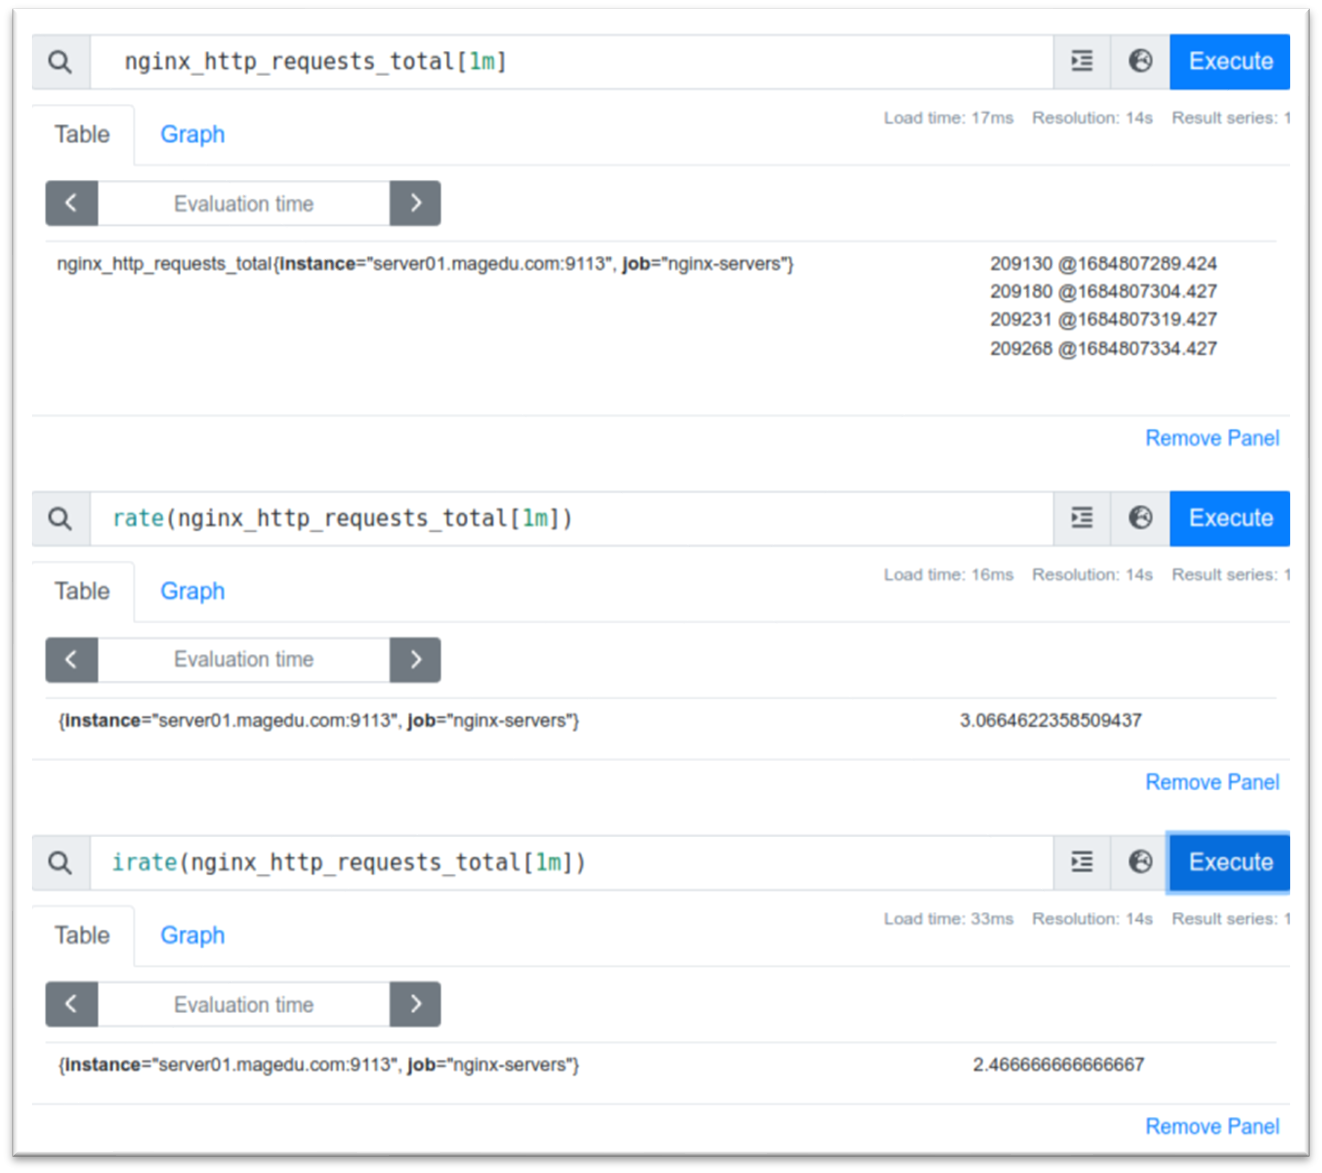 nginx_http_requests_total[1m] Execute
Table Graph Load time: 17ms Resolution: 14s Result series: 1
Evaluation time
nginx_http_requests_total{instance="server01.magedu.com:9113", job="nginx-servers"} 209130 @1684807289.424
209180 @1684807304.427
209231 @1684807319.427
209268 @1684807334.427
Remove Panel
rate(nginx_http_requests_total[1m]) Execute
Table Graph Load time: 16ms Resolution: 14s Result series: 1
Evaluation time
{instance="server01.magedu.com:9113", job="nginx-servers"} 3.0664622358509437
Remove Panel
irate(nginx_http_requests_total[1m]) Execute
Table Graph Load time: 33ms Resolution: 14s Result series: 1
Evaluation time
{instance="server01.magedu.com:9113", job="nginx-servers"} 2.466666666666667
Remove Panel